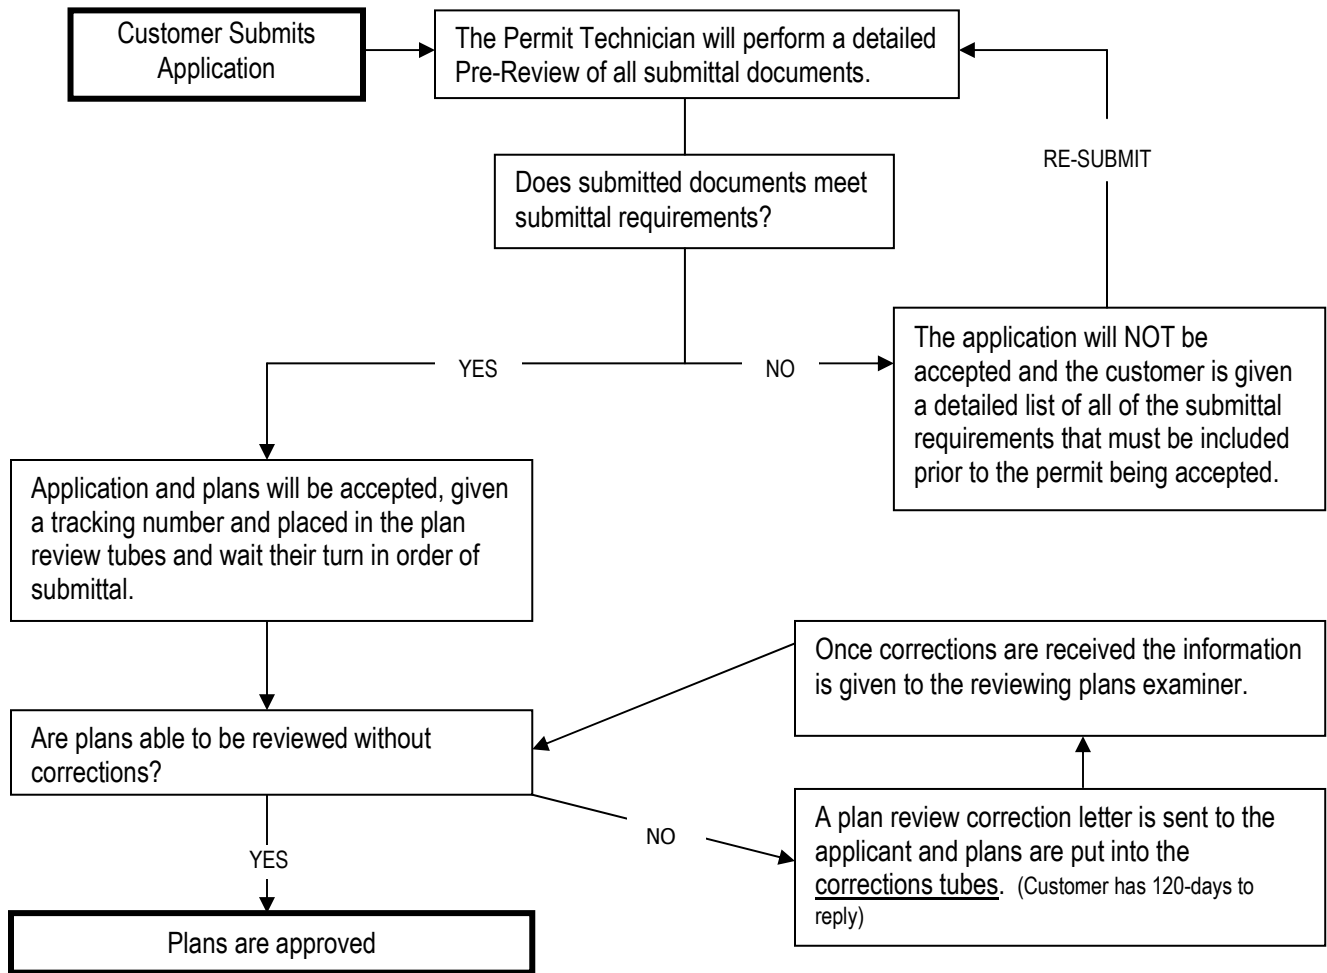 Customer Submits
Application
The Permit Technician will perform a detailed
Pre-Review of all submittal documents.
RE-SUBMIT
Does submitted documents meet
submittal requirements?
YES
NO
The application will NOT be
accepted and the customer is given
a detailed list of all of the submittal
requirements that must be included
prior to the permit being accepted.
Application and plans will be accepted, given
a tracking number and placed in the plan
review tubes and wait their turn in order of
submittal.
Once corrections are received the information
is given to the reviewing plans examiner.
Are plans able to be reviewed without
corrections?
NO
A plan review correction letter is sent to the
applicant and plans are put into the
corrections tubes. (Customer has 120-days to
reply)
YES
Plans are approved